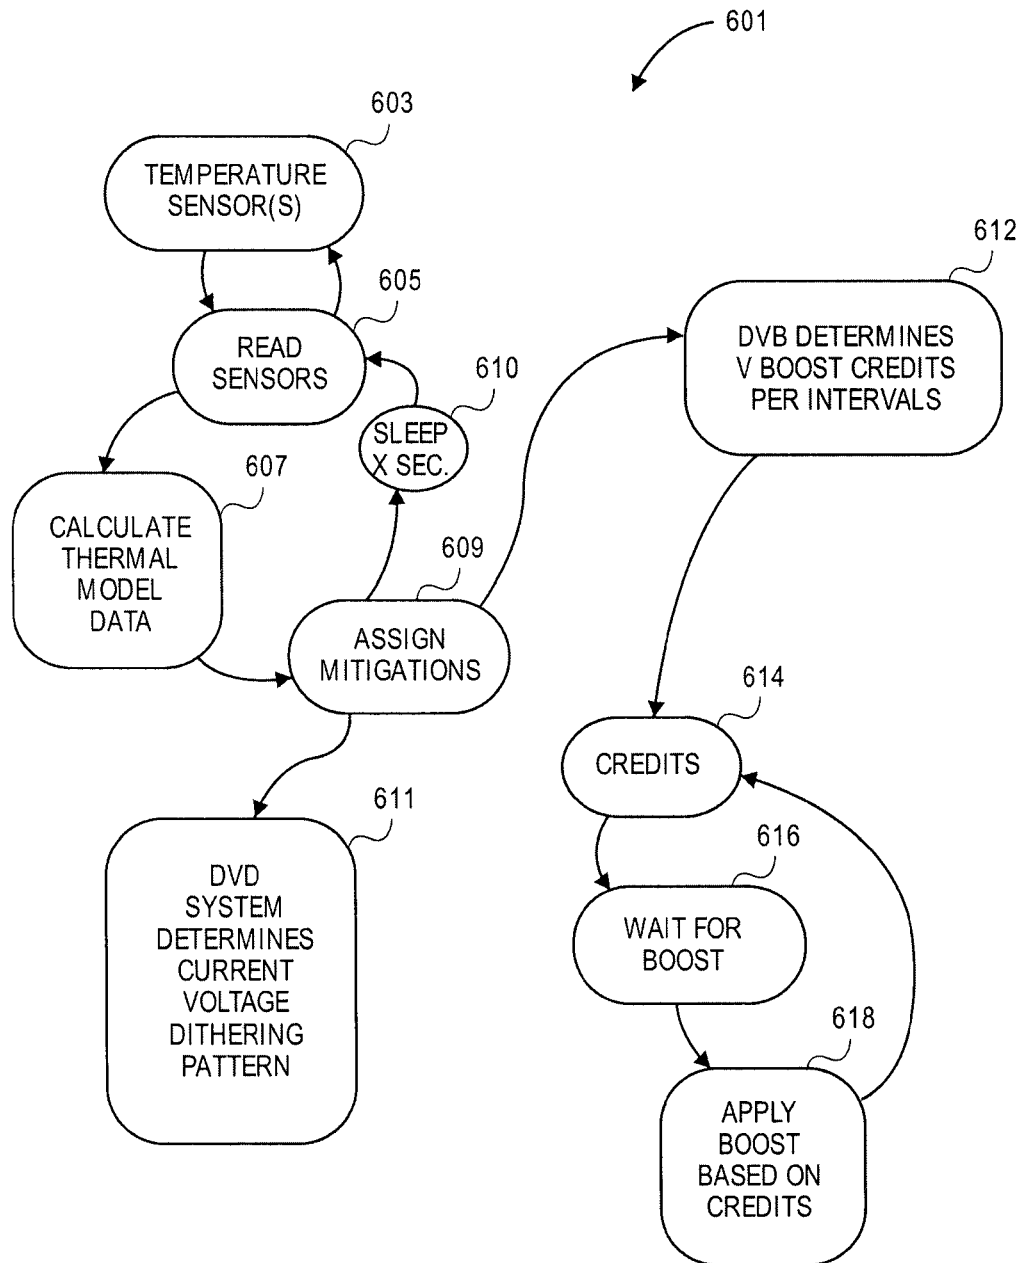 601
603
TEMPERATURE
SENSOR(S)
605
READ
SENSORS
610
SLEEP
X SEC.
612
DVB DETERMINES
V BOOST CREDITS
PER INTERVALS
607
CALCULATE
THERMAL
MODEL
DATA
609
ASSIGN
MITIGATIONS
611
DVD
SYSTEM
DETERMINES
CURRENT
VOLTAGE
DITHERING
PATTERN
614
CREDITS
616
WAIT FOR
BOOST
618
APPLY
BOOST
BASED ON
CREDITS